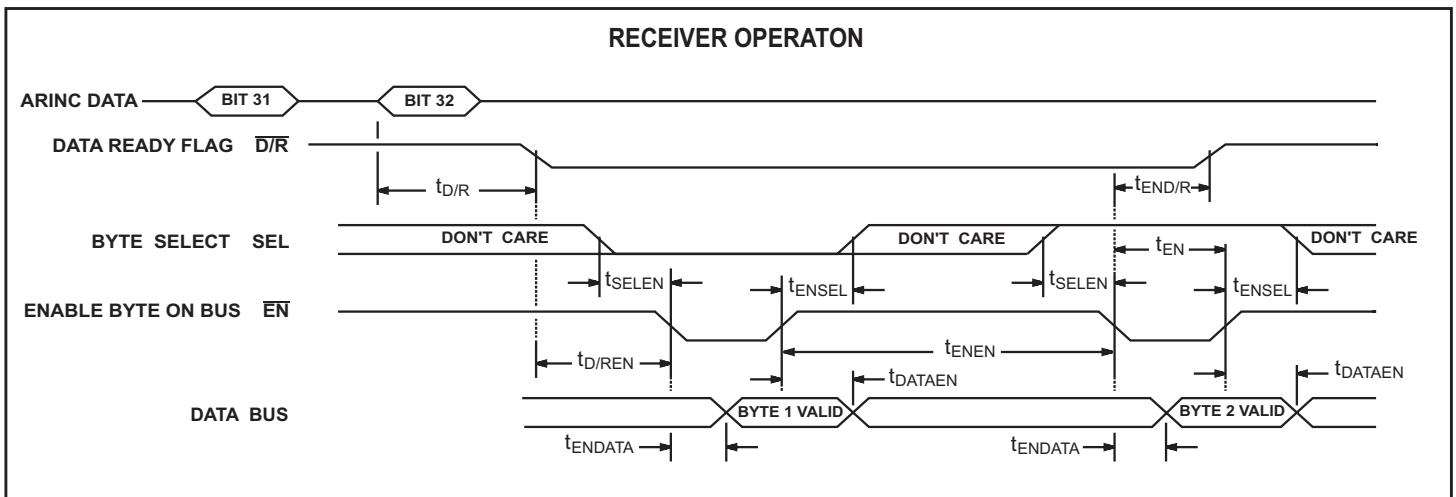 RECEIVER OPERATON
ARINC DATA BIT 31 BIT 32
DATA READY FLAG D/R
tD/R tEND/R
BYTE SELECT SEL DON'T CARE DON'T CARE DON'T CARE
tEN
tSELEN tENSEL tSELEN tENSEL
ENABLE BYTE ON BUS EN
tD/REN tENEN
tDATAEN tDATAEN
DATA BUS BYTE 1 VALID BYTE 2 VALID
tENDATA tENDATA